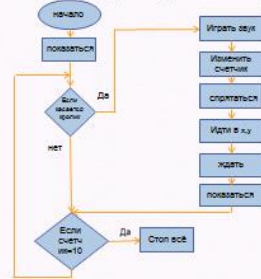 начало
показаться
Если
касается
Да
нет
Играть звук
Изменить
счетчик
спрятаться
Идти в x,y
ждать
показаться
Если
счетч
ик=10
Да
Стоп всё